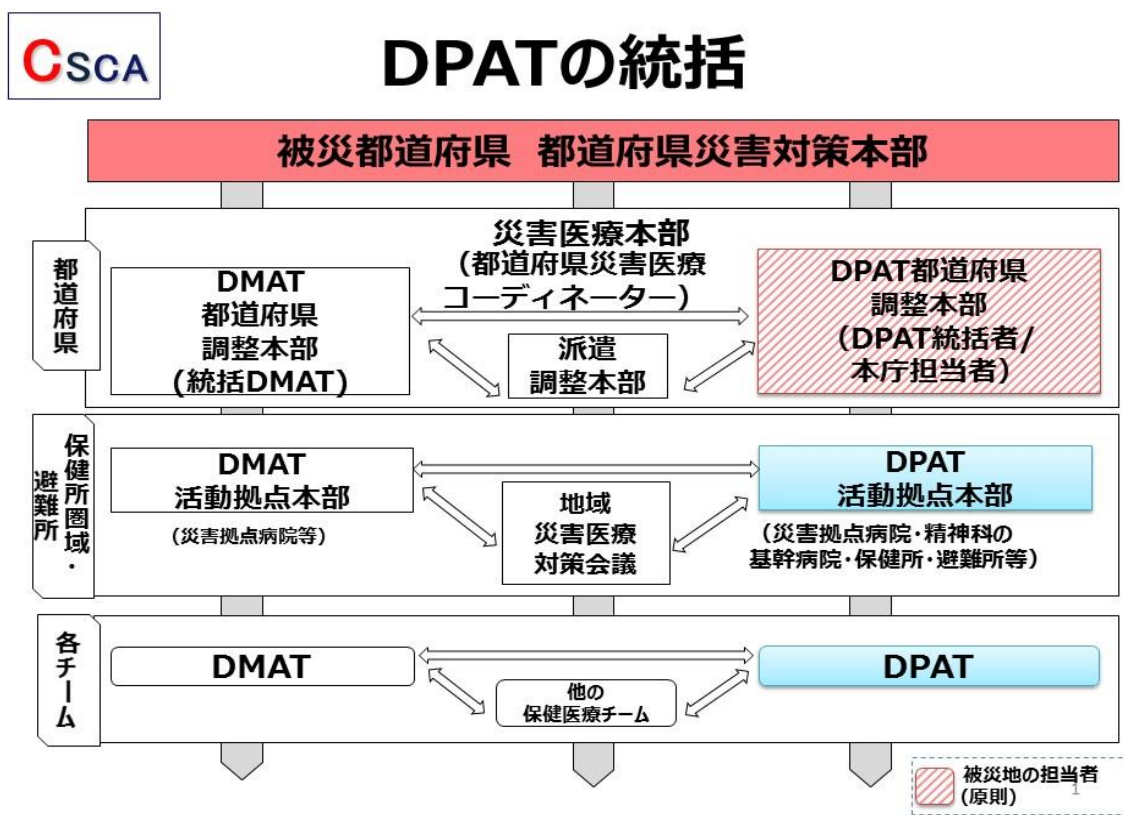 CSCA
DPATの統括
被災都道府県 都道府県災害対策本部
都道府県
災害医療本部
（都道府県災害医療
コーディネーター）
DMAT
都道府県
調整本部
(統括DMAT)
派遣
調整本部
DPAT都道府県
調整本部
（DPAT統括者/
本庁担当者）
保健所圏域・
避難所
DMAT
活動拠点本部
（災害拠点病院等）
地域
災害医療
対策会議
DPAT
活動拠点本部
（災害拠点病院・精神科の
基幹病院・保健所・避難所等）
各チーム
DMAT
他の
保健医療チーム
DPAT
被災地の担当者
(原則)
1